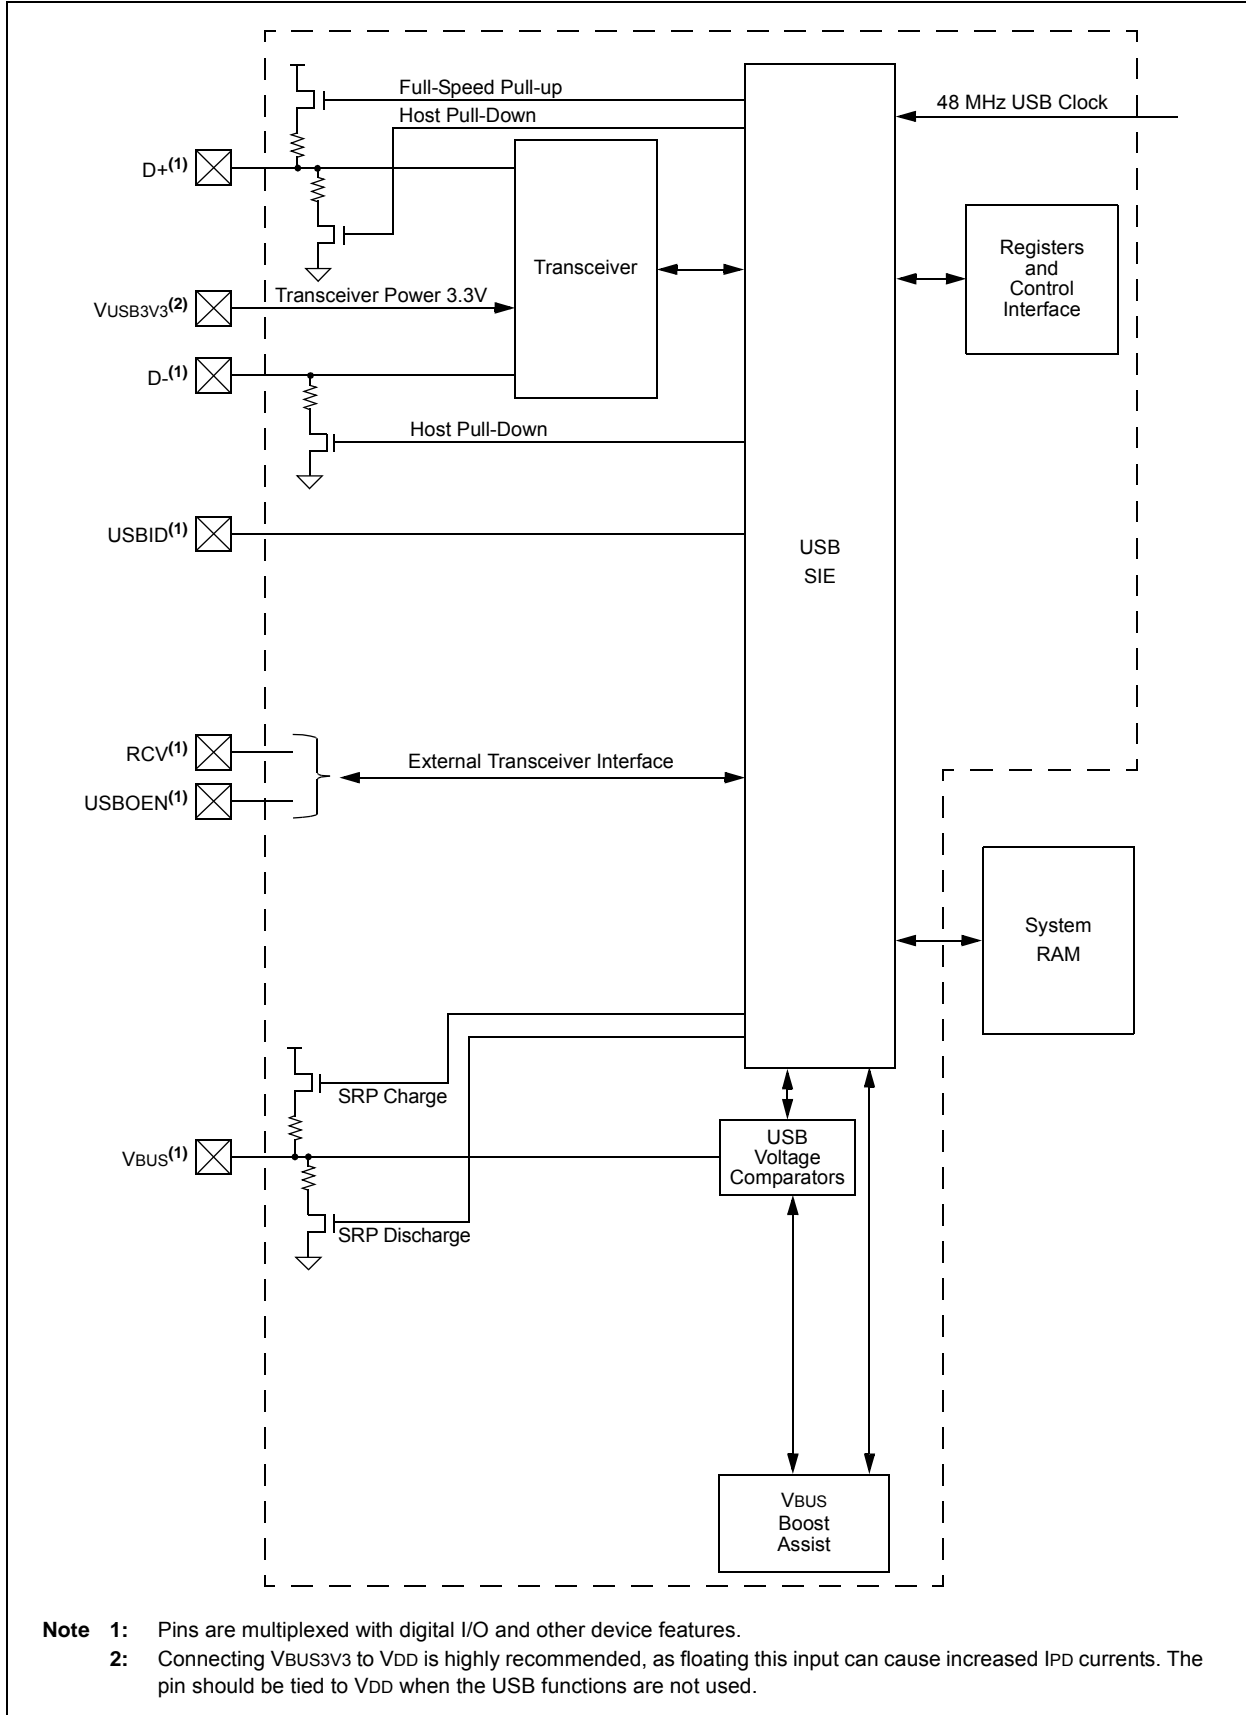 Full-Speed Pull-up
Host Pull-Down
48 MHz USB Clock
D+(1)
Transceiver
Registers
and
Control
Interface
VUSB3V3(2)
Transceiver Power 3.3V
D-(1)
Host Pull-Down
USBID(1)
USB
SIE
RCV(1)
External Transceiver Interface
USBOEN(1)
System
RAM
SRP Charge
VBUS(1)
USB
Voltage
Comparators
SRP Discharge
VBUS
Boost
Assist
Note 1: Pins are multiplexed with digital I/O and other device features.
2: Connecting VBUS3V3 to VDD is highly recommended, as floating this input can cause increased IPD currents. The
pin should be tied to VDD when the USB functions are not used.